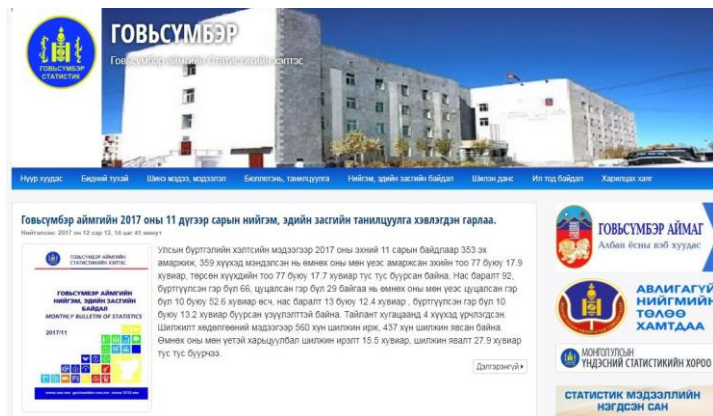 ГОВЬСҮМБЭР
Говьсүмбэр аймгийн Статистикийн хэлтэс
ГОВЬСҮМБЭР
СТАТИСТИК
Нүүр хуудас Бидний тухай Шинэ мэдээ, мэдээлэл Бюллетень, танилцуулга Нийгэм, эдийн засгийн байдал Шилэн данс Ил тод байдал Харилцах хаяг
Говьсүмбэр аймгийн 2017 оны 11 дүгээр сарын нийгэм, эдийн засгийн танилцуулга хэвлэгдэн гарлаа.
Нийтэлсэн: 2017 он 12 сар 12. 14 цаг 41 минут
Улсын бүртгэлийн хэлтсийн мэдээгээр 2017 оны эхний 11 сарын байдлаар 353 эх
амаржиж, 359 хүүхэд мэндэлсэн нь өмнөх оны мөн үеэс амаржсан эхийн тоо 77 буюу 17.9
хувиар, төрсөн хүүхдийн тоо 77 буюу 17.7 хувиар тус тус буурсан байна. Нас баралт 92,
бүртгүүлсэн гэр бүл 66, цуцалсан гэр бүл 29 байгаа нь өмнөх оны мөн үеэс цуцалсан гэр
бүл 10 буюу 52.6 хувиар өсч, нас баралт 13 буюу 12.4 хувиар , бүртгүүлсэн гэр бүл 10
буюу 13.2 хувиар буурсан үзүүлэлттэй байна. Тайлант хугацаанд 4 хүүхэд үрчлэгдсэн.
Шилжилт хөдөлгөөний мэдээгээр 560 хүн шилжин ирж, 437 хүн шилжин явсан байна.
Өмнөх оны мөн үетэй харьцуулбал шилжин ирэлт 15.5 хувиар, шилжин явалт 27.9 хувиар
тус тус буурчээ.
Дэлгэрэнгүй
ГОВЬСҮМБЭР АЙМГИЙН
СТАТИСТИКИЙН ХЭЛТЭС
ГОВЬСҮМБЭР АЙМГИЙН
НИЙГЭМ, ЭДИЙН ЗАСГИЙН
БАЙДАЛ
MONTHLY BULLETIN OF STATISTICS
2017/11
ГОВЬСҮМБЭР АЙМАГ
Албан ёсны вэб хуудас
АВЛИГАГҮЙ
НИЙГМИЙН
ТӨЛӨӨ
ХАМТДАА
МОНГОЛ УЛСЫН
ҮНДЭСНИЙ СТАТИСТИКИЙН ХОРОО
СТАТИСТИК МЭДЭЭЛЛИЙН
НЭГДСЭН САН